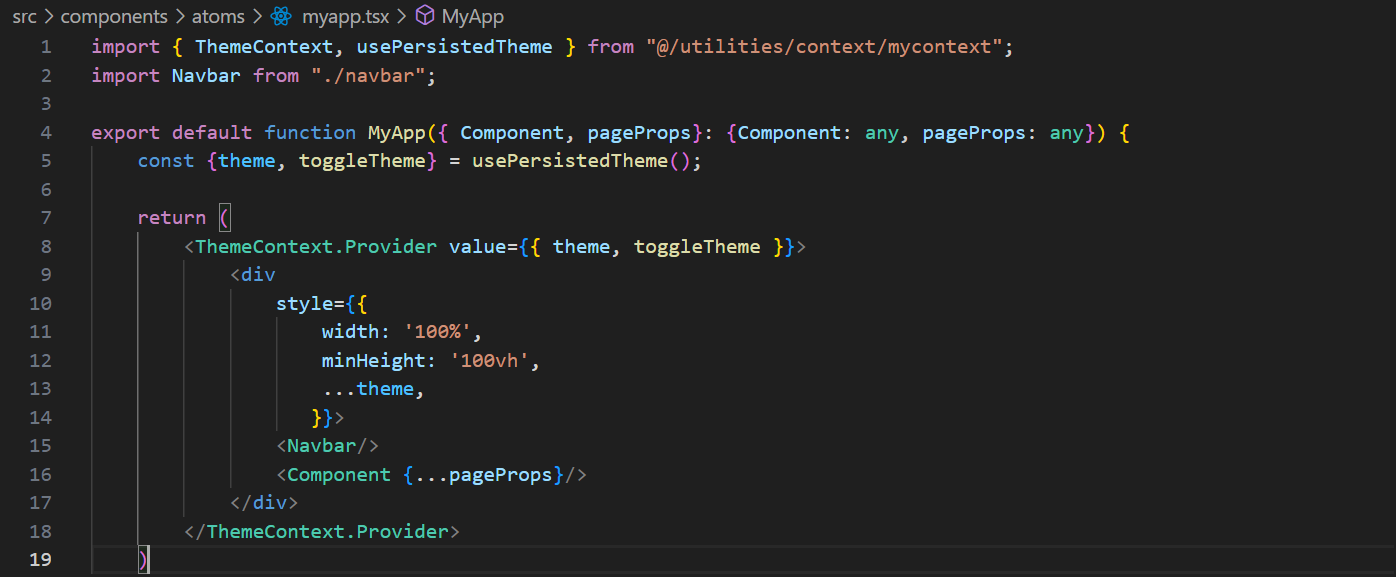 src > components > atoms > myapp.tsx > MyApp
1 import { ThemeContext, usePersistedTheme } from "@/utilities/context/mycontext";
2 import Navbar from "./navbar";
3
4 export default function MyApp({ Component, pageProps}: {Component: any, pageProps: any}) {
5     const {theme, toggleTheme} = usePersistedTheme();
6
7     return (
8         <ThemeContext.Provider value={{ theme, toggleTheme }}>
9             <div
10                 style={{
11                     width: '100%',
12                     minHeight: '100vh',
13                     ...theme,
14                    }}>
15                 <Navbar/>
16                 <Component {...pageProps}/>
17             </div>
18         </ThemeContext.Provider>
19     )